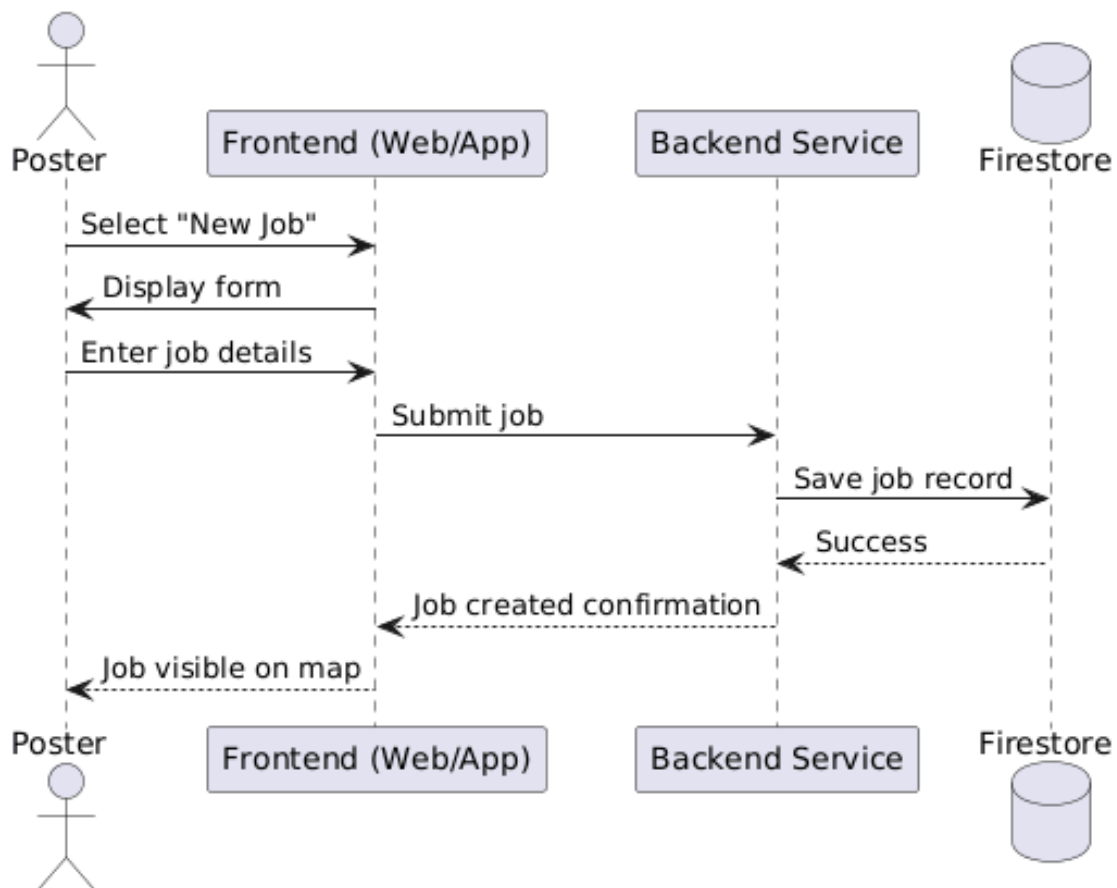 Poster
Frontend (Web/App)
Backend Service
Firestore
Select "New Job"
Display form
Enter job details
Submit job
Save job record
Success
Job created confirmation
Job visible on map
Poster
Frontend (Web/App)
Backend Service
Firestore